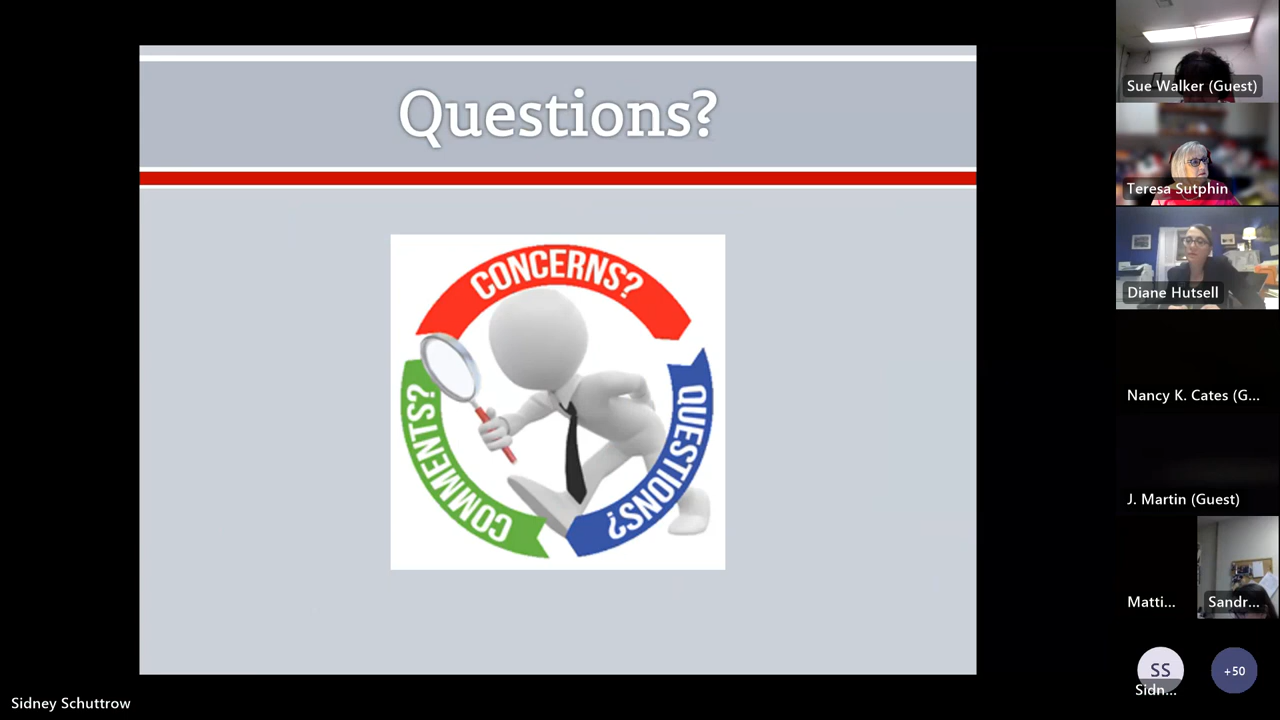 Questions?
CONCERNS?
QUESTIONS?
COMMENTS?
Sue Walker (Guest)
Teresa Sutphin
Diane Hutsell
Nancy K. Cates (G...
J. Martin (Guest)
Matti...
Sandr...
SS
Sidn...
+50
Sidney Schuttrow